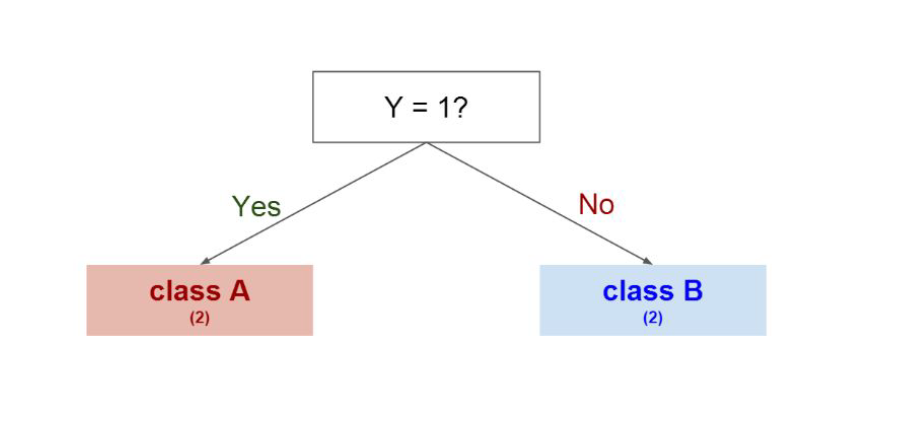 Y = 1?
Yes
No
class A
(2)
class B
(2)